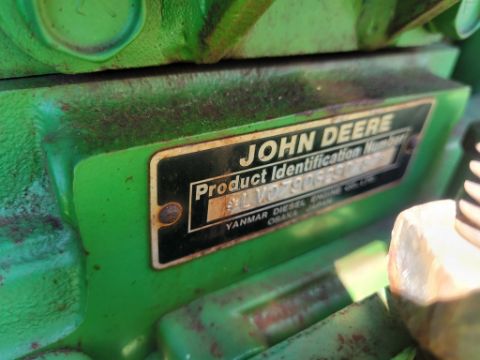 JOHN DEERE
Product Identification Number
YANMAR DIESEL ENGINE CO., LTD.
OSAKA JAPAN